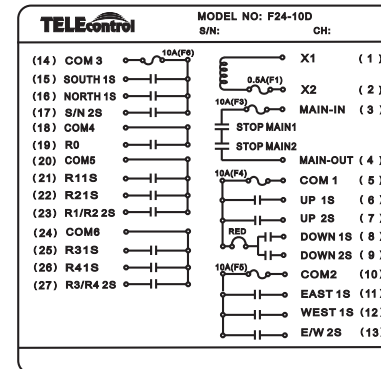 TELEcontrol
MODEL NO: F24-10D
S/N: CH:
(14) COM 3 10A(F6)
(15) SOUTH 1S
(16) NORTH 1S
(17) S/N 2S
(18) COM4
(19) R0
(20) COM5
(21) R11S
(22) R21S
(23) R1/R2 2S
(24) COM6
(25) R31S
(26) R41S
(27) R3/R4 2S
X1 (1)
0.5A(F1)
X2 (2)
10A(F3) MAIN-IN (3)
STOP MAIN1
STOP MAIN2
MAIN-OUT (4)
10A(F4) COM 1 (5)
UP 1S (6)
UP 2S (7)
RED DOWN 1S (8)
DOWN 2S (9)
10A(F5) COM2 (10)
EAST 1S (11)
WEST 1S (12)
E/W 2S (13)